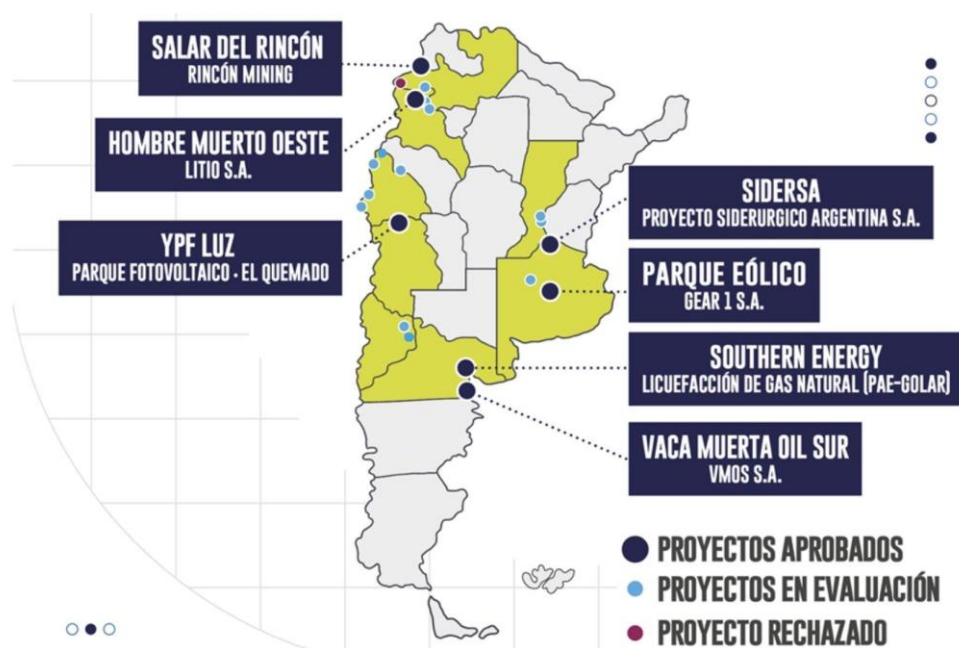 SALAR DEL RINCÓN
RINCÓN MINING
HOMBRE MUERTO OESTE
LITIO S.A.
YPF LUZ
PARQUE FOTOVOLTAICO · EL QUEMADO
SIDERSA
PROYECTO SIDERURGICO ARGENTINA S.A.
PARQUE EÓLICO
GEAR 1 S.A.
SOUTHERN ENERGY
LICUEFACCIÓN DE GAS NATURAL (PAE-GOLAR)
VACA MUERTA OIL SUR
VMOS S.A.
PROYECTOS APROBADOS
PROYECTOS EN EVALUACIÓN
PROYECTO RECHAZADO